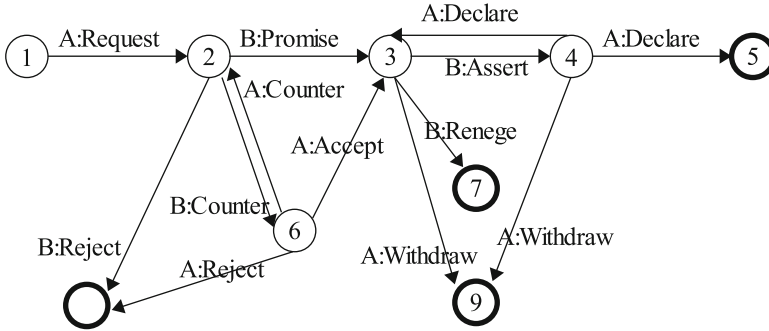 A:Declare
A:Request
B:Promise
A:Declare
1
2
3
4
5
B:Assert
A:Counter
B:Renege
A:Accept
7
B:Counter
6
A:Withdraw
B:Reject
A:Withdraw
A:Reject
9